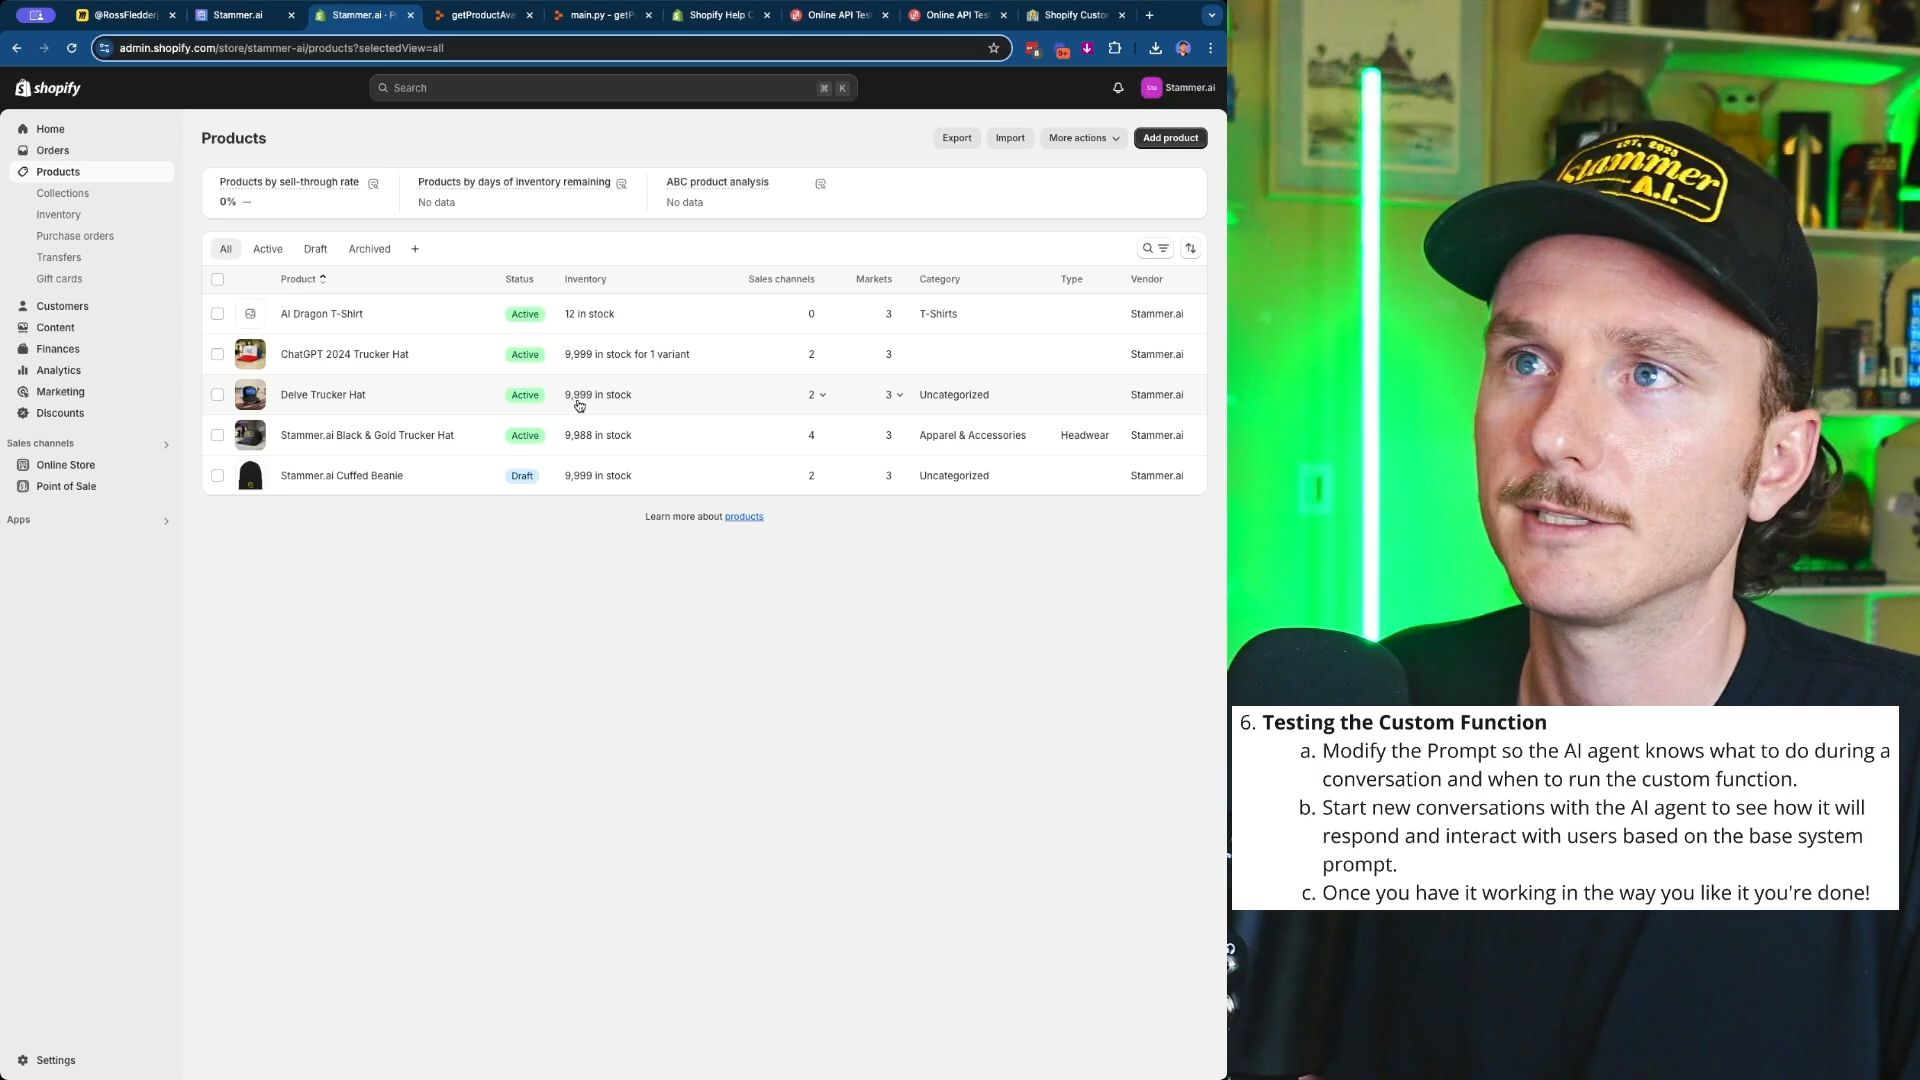 @RossFledderj
Stammer.ai
Stammer.ai · P
getProductAva
main.py - getP
Shopify Help C
Online API Tes
Online API Tes
Shopify Custo
admin.shopify.com/store/stammer-ai/products?selectedView=all
8
9+
shopify
Search
⌘ K
Sta
Stammer.ai
Home
Orders
Products
Collections
Inventory
Purchase orders
Transfers
Gift cards
Customers
Content
Finances
Analytics
Marketing
Discounts
Sales channels
Online Store
Point of Sale
Apps
Settings
Products
Export
Import
More actions
Add product
Products by sell-through rate
0% —
Products by days of inventory remaining
No data
ABC product analysis
No data
All
Active
Draft
Archived
+
Product Status Inventory Sales channels Markets Category Type Vendor
AI Dragon T-Shirt Active 12 in stock 0 3 T-Shirts Stammer.ai
ChatGPT 2024 Trucker Hat Active 9,999 in stock for 1 variant 2 3 Stammer.ai
Delve Trucker Hat Active 9,999 in stock 2 3 Uncategorized Stammer.ai
Stammer.ai Black & Gold Trucker Hat Active 9,988 in stock 4 3 Apparel & Accessories Headwear Stammer.ai
Stammer.ai Cuffed Beanie Draft 9,999 in stock 2 3 Uncategorized Stammer.ai
Learn more about products
EST. 2023
Stammer
A.I.
6. Testing the Custom Function
a. Modify the Prompt so the AI agent knows what to do during a
conversation and when to run the custom function.
b. Start new conversations with the AI agent to see how it will
respond and interact with users based on the base system
prompt.
c. Once you have it working in the way you like it you're done!